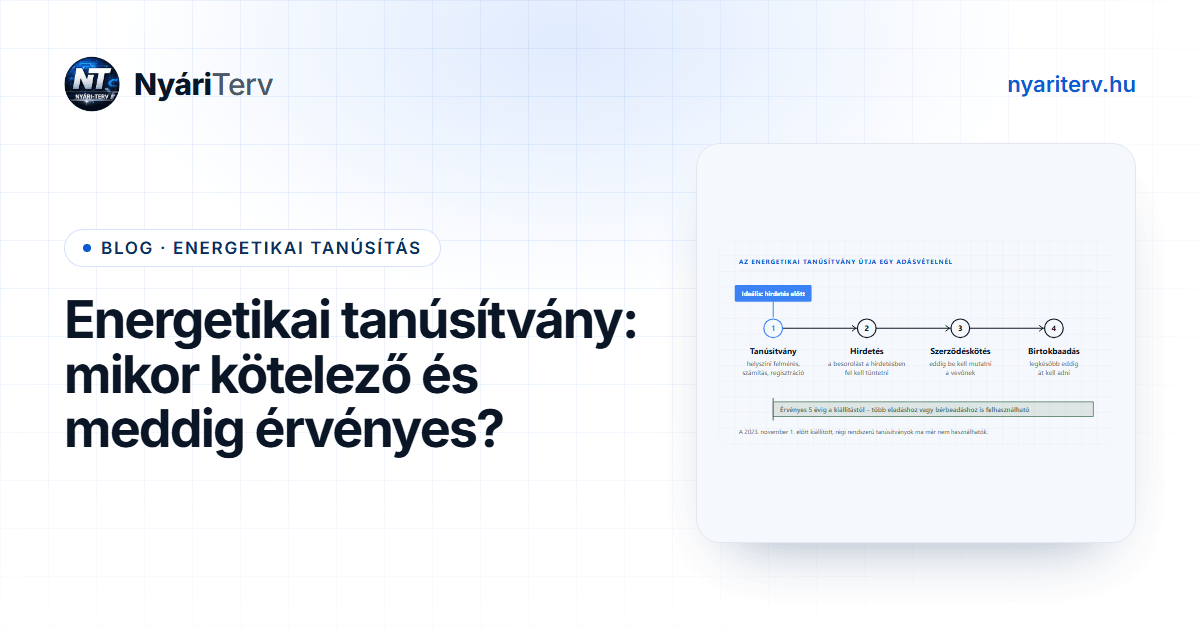 NT
NYÁRI-TERV
NyáriTerv
nyariterv.hu
BLOG · ENERGETIKAI TANÚSÍTÁS
Energetikai tanúsítvány:
mikor kötelező és
meddig érvényes?
AZ ENERGETIKAI TANÚSÍTVÁNY ÚTJA EGY ADÁSVÉTELNÉL
Ideális: hirdetés előtt
1
2
3
4
Tanúsítvány
Hirdetés
Szerződéskötés
Birtokbaadás
helyszíni felmérés,
számítás, regisztráció
a besorolást a hirdetésben
fel kell tüntetni
eddig be kell mutatni
a vevőnek
legkésőbb eddig
át kell adni
Érvényes 5 évig a kiállítástól – több eladáshoz vagy bérbeadáshoz is felhasználható
A 2023. november 1. előtt kiállított, régi rendszerű tanúsítványok ma már nem használhatók.